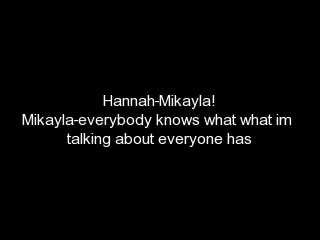 Hannah-Mikayla!
Mikayla-everybody knows what what im
talking about everyone has